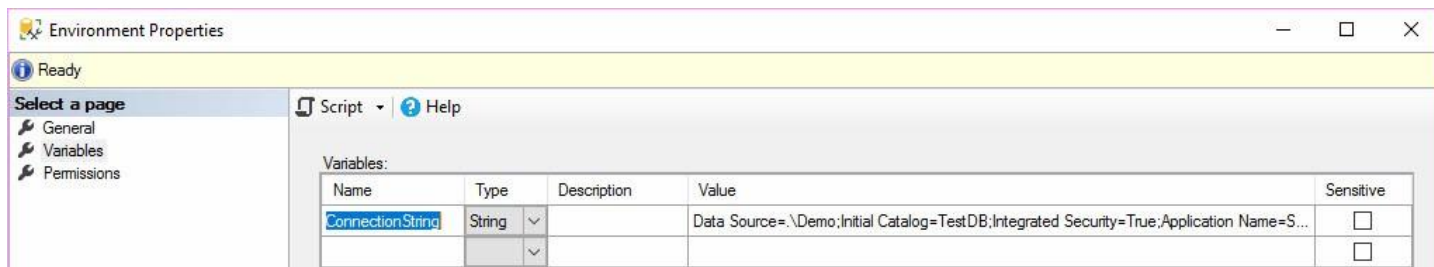 Environment Properties
Ready
Select a page
General
Variables
Permissions
Script Help
Variables:
Name Type Description Value Sensitive
ConnectionString String Data Source=.\Demo;Initial Catalog=TestDB;Integrated Security=True;Application Name=S...